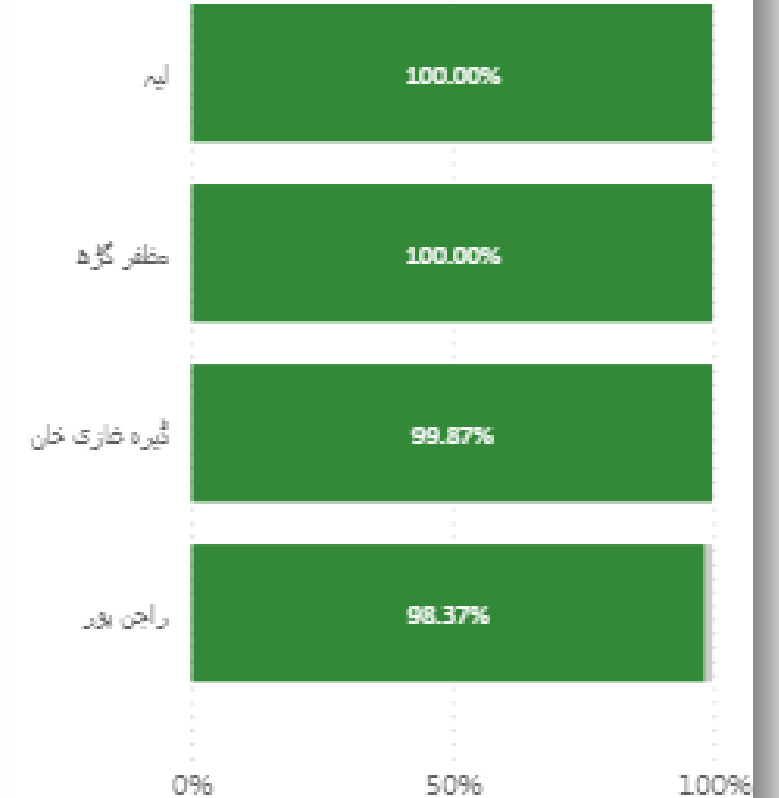 لیہ 100.00%
مظفر گڑھ 100.00%
ڈیرہ غازی خان 99.87%
راجن پور 98.37%
0% 50% 100%